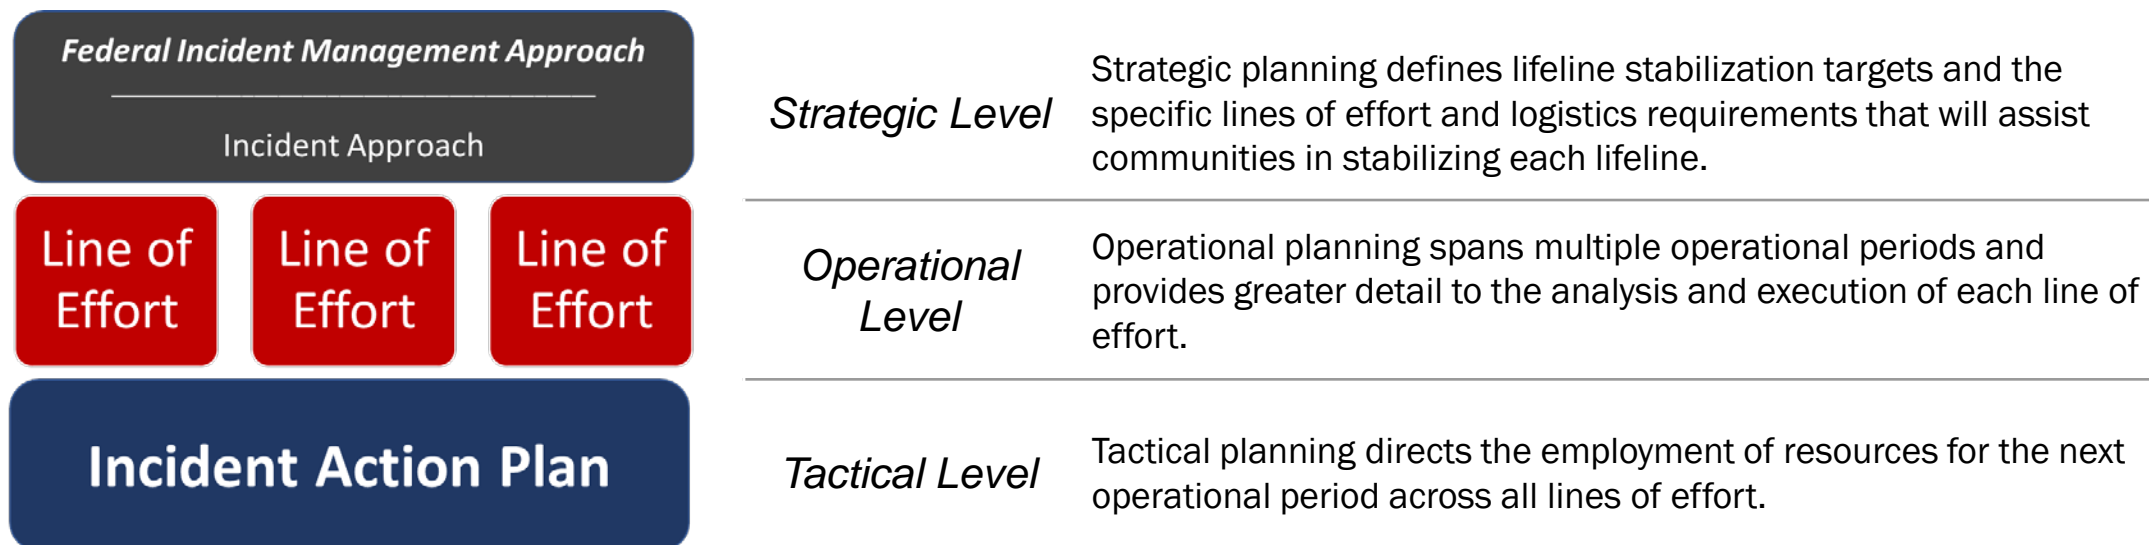 Federal Incident Management Approach
Incident Approach
Strategic Level
Strategic planning defines lifeline stabilization targets and the
specific lines of effort and logistics requirements that will assist
communities in stabilizing each lifeline.
Line of
Effort
Line of
Effort
Line of
Effort
Operational
Level
Operational planning spans multiple operational periods and
provides greater detail to the analysis and execution of each line of
effort.
Incident Action Plan
Tactical Level
Tactical planning directs the employment of resources for the next
operational period across all lines of effort.